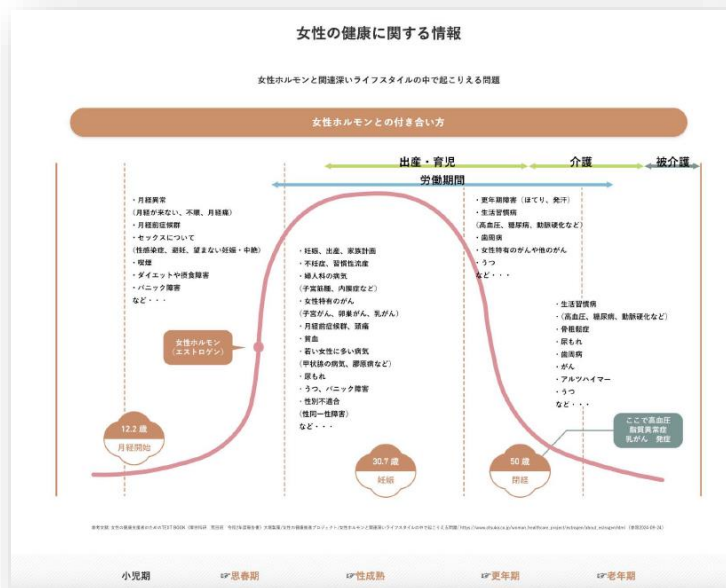 女性の健康に関する情報
女性ホルモンと関連深いライフスタイルの中で起こりえる問題
女性ホルモンとの付き合い方
出産・育児
介護
被介護
労働期間
・月経異常
(月経が来ない、不順、月経痛)
・月経前症候群
・セックスについて
(性感染症、避妊、望まない妊娠・中絶)
・喫煙
・ダイエットや摂食障害
・パニック障害
など・・・
・妊娠、出産、家族計画
・不妊症、習慣性流産
・婦人科の病気
(子宮筋腫、内膜症など)
・女性特有のがん
(子宮がん、卵巣がん、乳がん)
・月経前症候群、頭痛
・貧血
・若い女性に多い病気
(甲状腺の病気、膠原病など)
・尿もれ
・うつ、パニック障害
・性別不適合
(性同一性障害)
など・・・
・更年期障害(ほてり、発汗)
・生活習慣病
(高血圧、糖尿病、動脈硬化など)
・歯周病
・女性特有のがんや他のがん
・うつ
など・・・
・生活習慣病
・(高血圧、糖尿病、動脈硬化など)
・骨粗鬆症
・尿もれ
・歯周病
・がん
・アルツハイマー
・うつ
など・・・
女性ホルモン
(エストロゲン)
12.2 歳
月経開始
30.7 歳
妊娠
50 歳
閉経
ここで高血圧
脂質異常症
乳がん 発症
小児期
☞思春期
☞性成熟
☞更年期
☞老年期